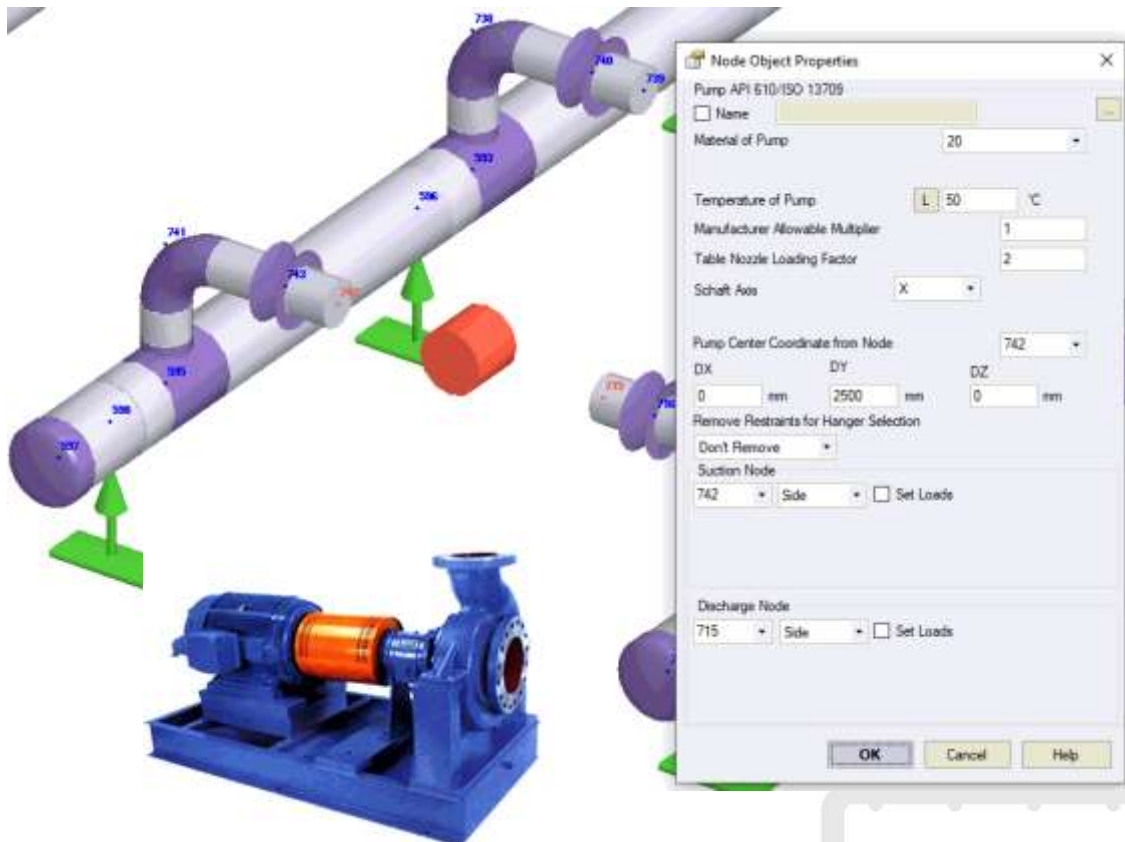 738
740
739
593
596
741
743
742
595
598
597
715
716
Node Object Properties
Pump API 610/ISO 13709
Name
...
Material of Pump 20
Temperature of Pump L 50 'C
Manufacturer Allowable Multiplier 1
Table Nozzle Loading Factor 2
Schaft Axis X
Pump Center Coordinate from Node 742
DX DY DZ
0 mm 2500 mm 0 mm
Remove Restraints for Hanger Selection
Don't Remove
Suction Node
742 Side Set Loads
Discharge Node
715 Side Set Loads
OK Cancel Help